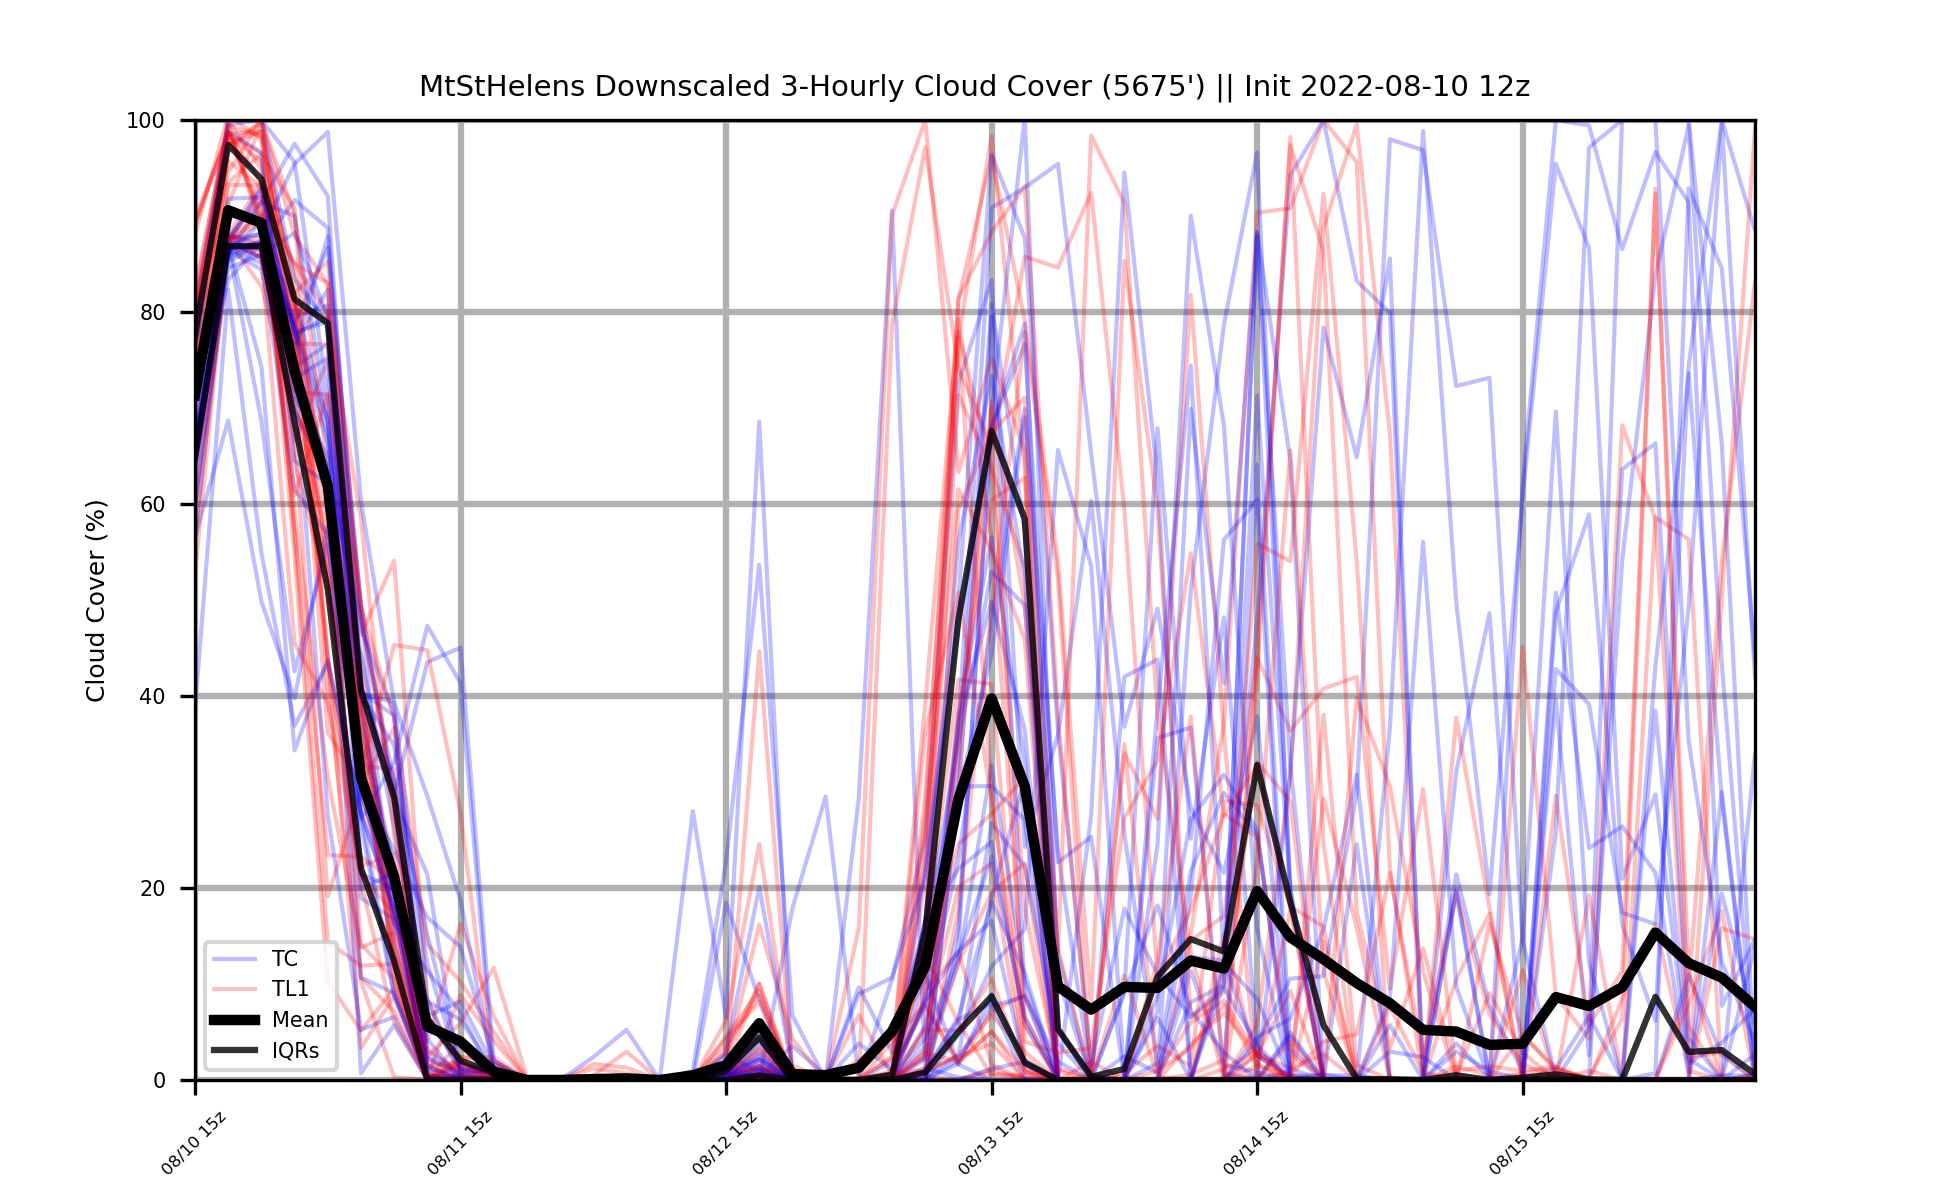 MtStHelens Downscaled 3-Hourly Cloud Cover (5675') || Init 2022-08-10 12z
Cloud Cover (%)
100
80
60
40
20
0
TC
TL1
Mean
IQRs
08/10 15z
08/11 15z
08/12 15z
08/13 15z
08/14 15z
08/15 15z